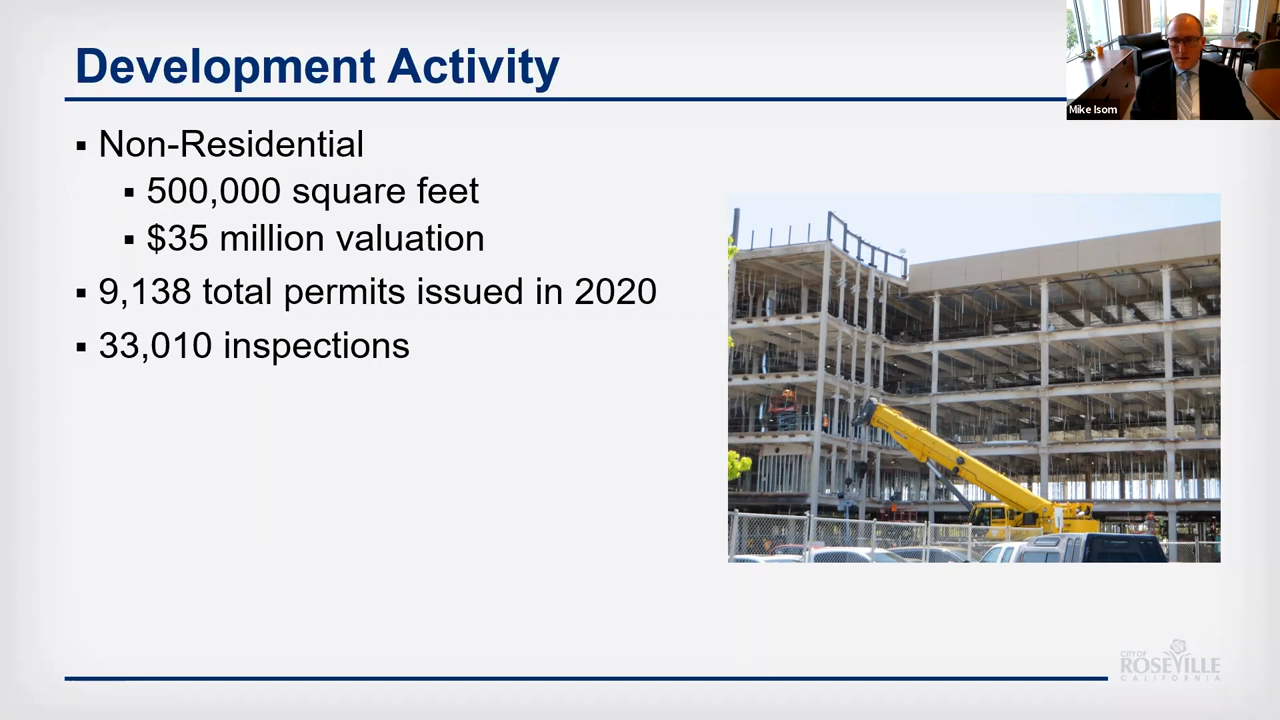 Development Activity
Mike Isom
▪ Non-Residential
▪ 500,000 square feet
▪ $35 million valuation
▪ 9,138 total permits issued in 2020
▪ 33,010 inspections
CITY OF
ROSEVILLE
CALIFORNIA